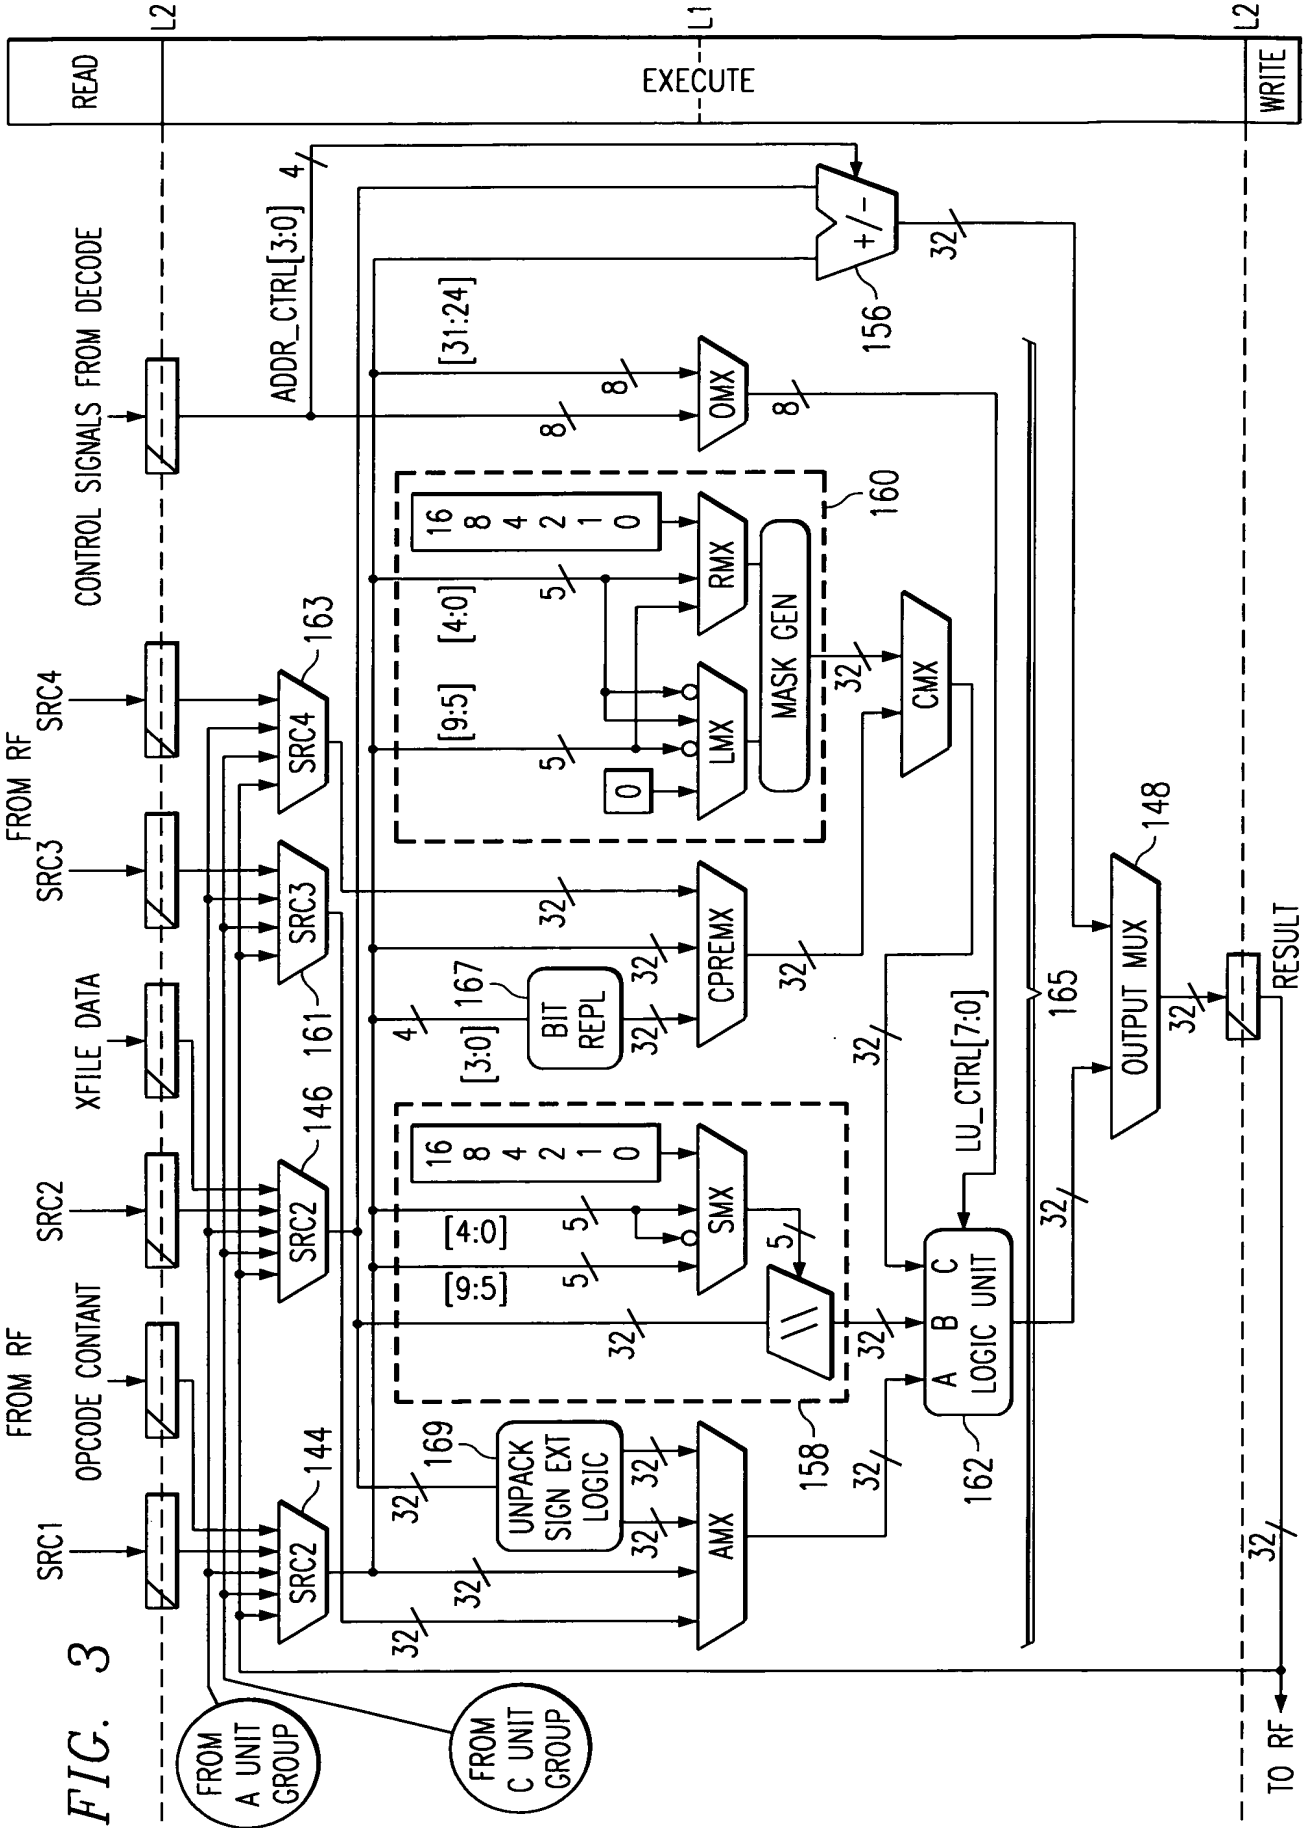 FIG. 3
FROM RF
SRC1
OPCODE CONTANT
SRC2
XFILE DATA
FROM RF
SRC3
SRC4
CONTROL SIGNALS FROM DECODE
L2
READ
FROM
A UNIT
GROUP
FROM
C UNIT
GROUP
SRC2
144
SRC2
146
SRC3
161
SRC4
163
ADDR_CTRL[3:0]
4
EXECUTE
L1
32
32
32
169
UNPACK
SIGN EXT
LOGIC
32
32
AMX
32
[9:5]
[4:0]
5
5
16
8
4
2
1
0
SMX
5
32
158
4
[3:0]
167
BIT
REPL
32
32
32
CPREMX
32
[9:5]
[4:0]
5
5
0
16
8
4
2
1
0
LMX
RMX
MASK GEN
160
32
CMX
32
[31:24]
8
8
OMX
8
+/-
156
32
32
A
B
C
LOGIC UNIT
162
LU_CTRL[7:0]
165
32
OUTPUT MUX
148
32
RESULT
32
TO RF
L2
WRITE